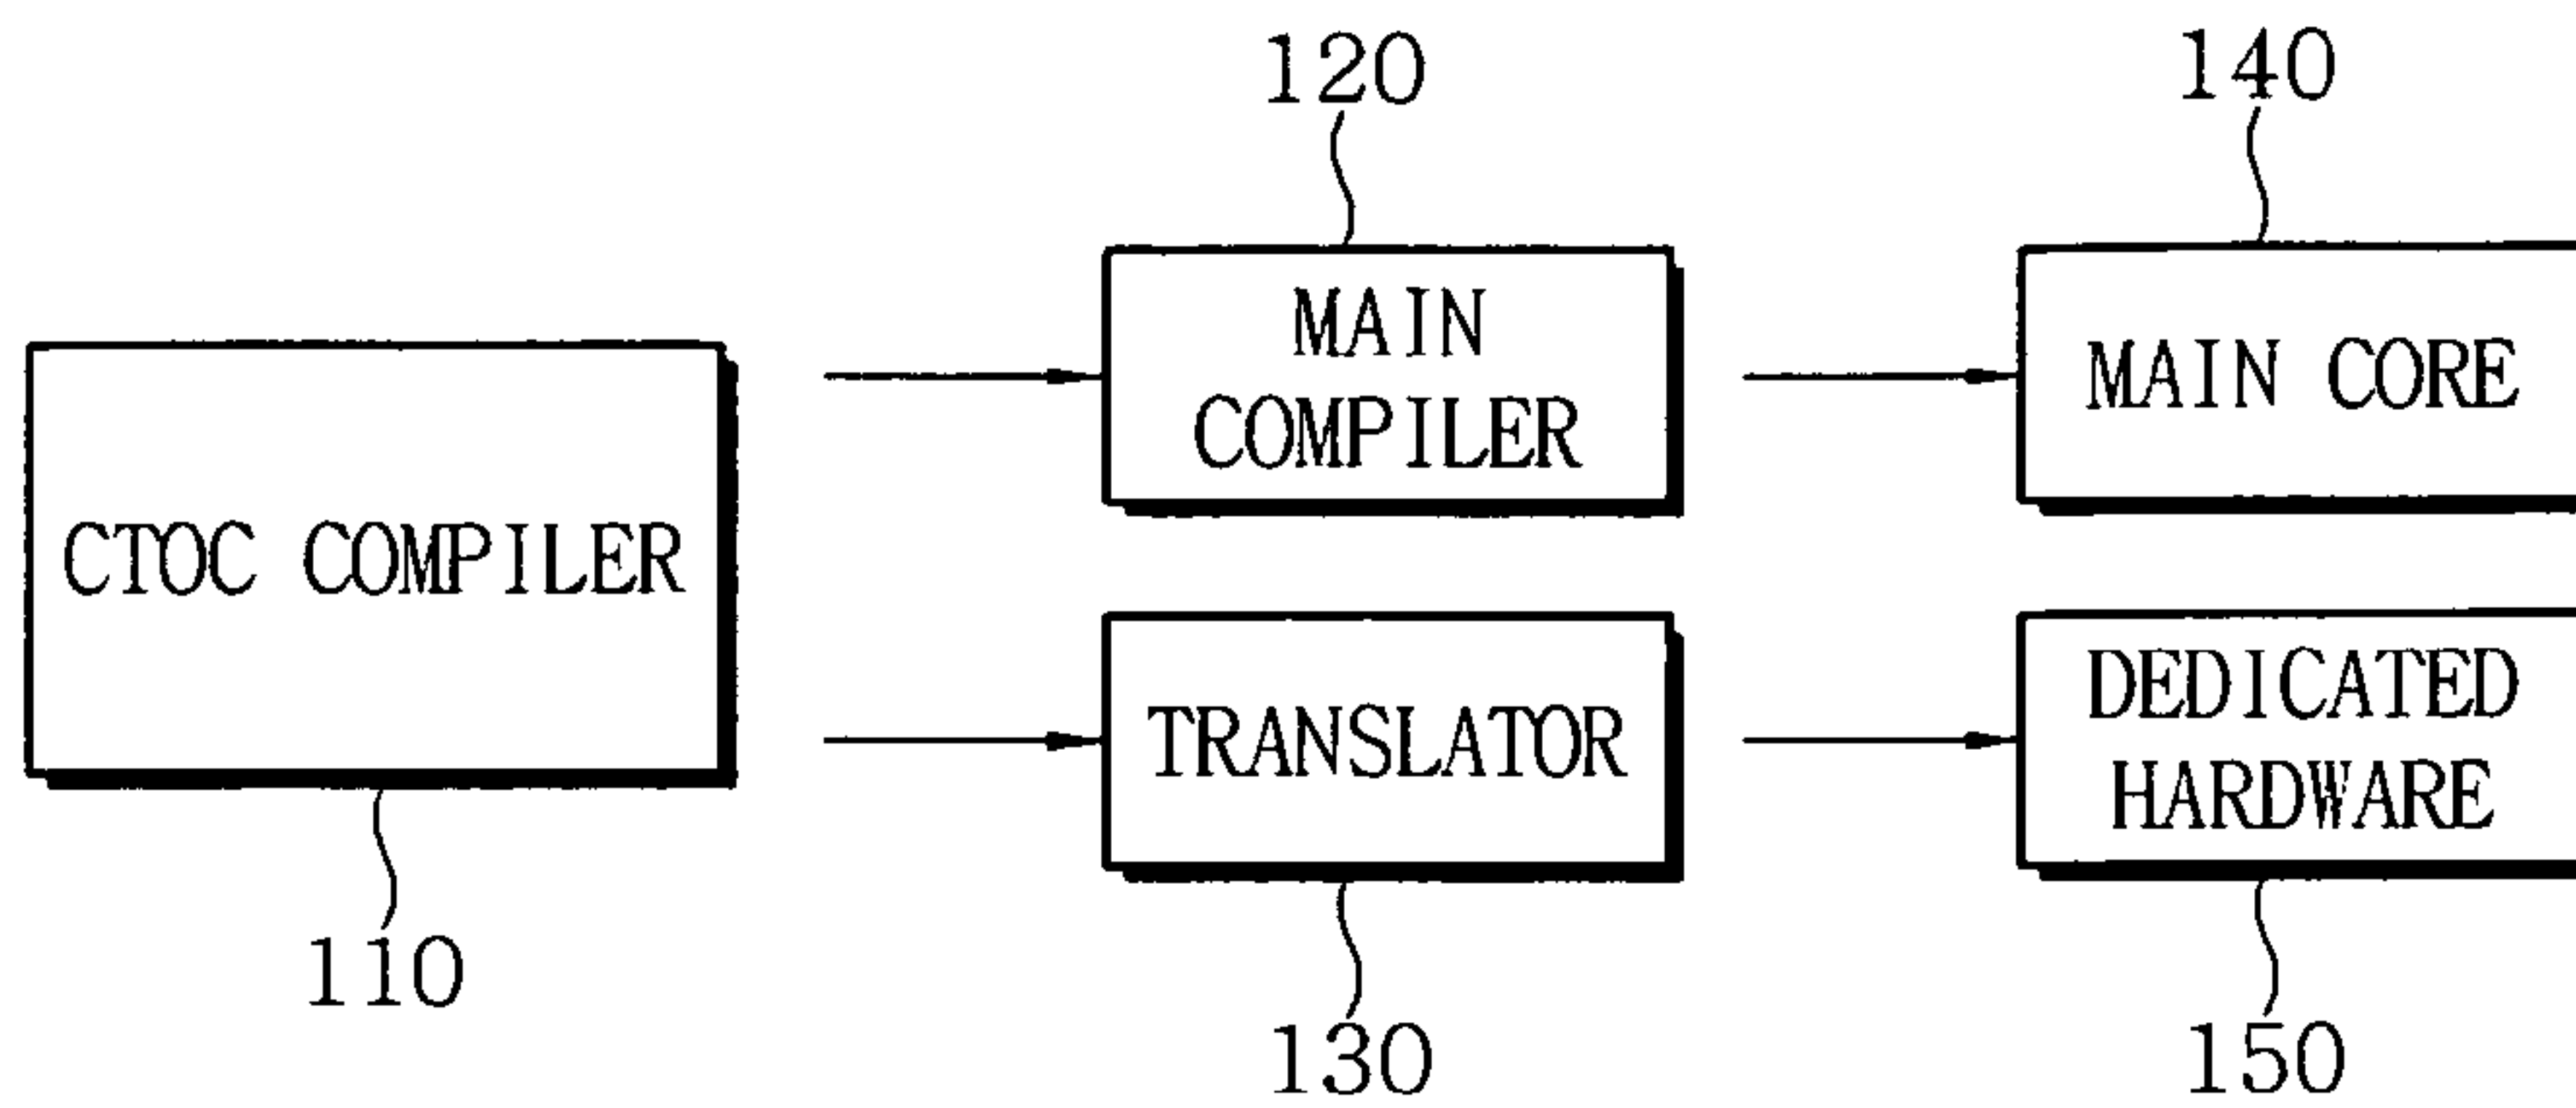 120
140
MAIN
COMPILER
MAIN CORE
CTOC COMPILER
TRANSLATOR
DEDICATED
HARDWARE
110
130
150